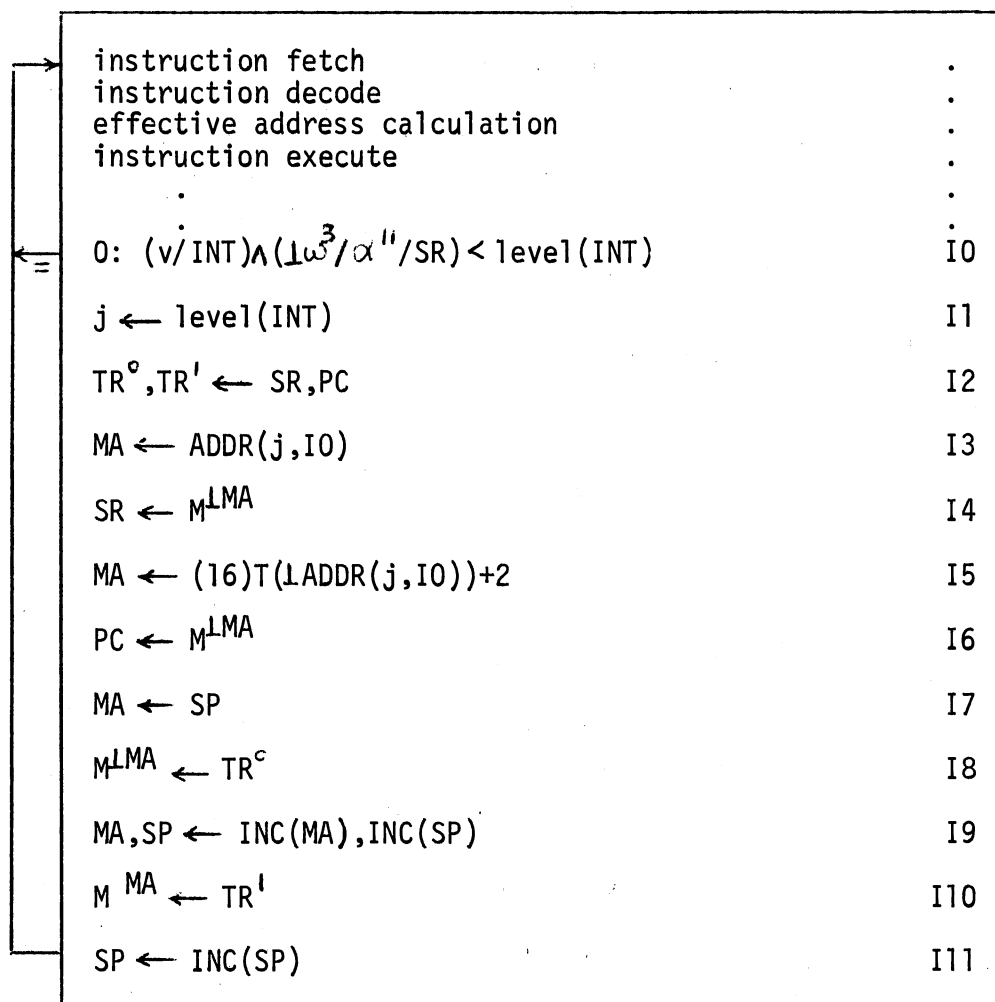 instruction fetch .
instruction decode .
effective address calculation .
instruction execute .
. .
. .
0: (v/INT)∧(⊥ω³/α"/SR) < level(INT) I0
=
j ← level(INT) I1
TR⁰,TR¹ ← SR,PC I2
MA ← ADDR(j,IO) I3
SR ← M^⊥MA I4
MA ← (16)T(⊥ADDR(j,IO))+2 I5
PC ← M^⊥MA I6
MA ← SP I7
M^⊥MA ← TR⁰ I8
MA,SP ← INC(MA),INC(SP) I9
M ^MA ← TR¹ I10
SP ← INC(SP) I11